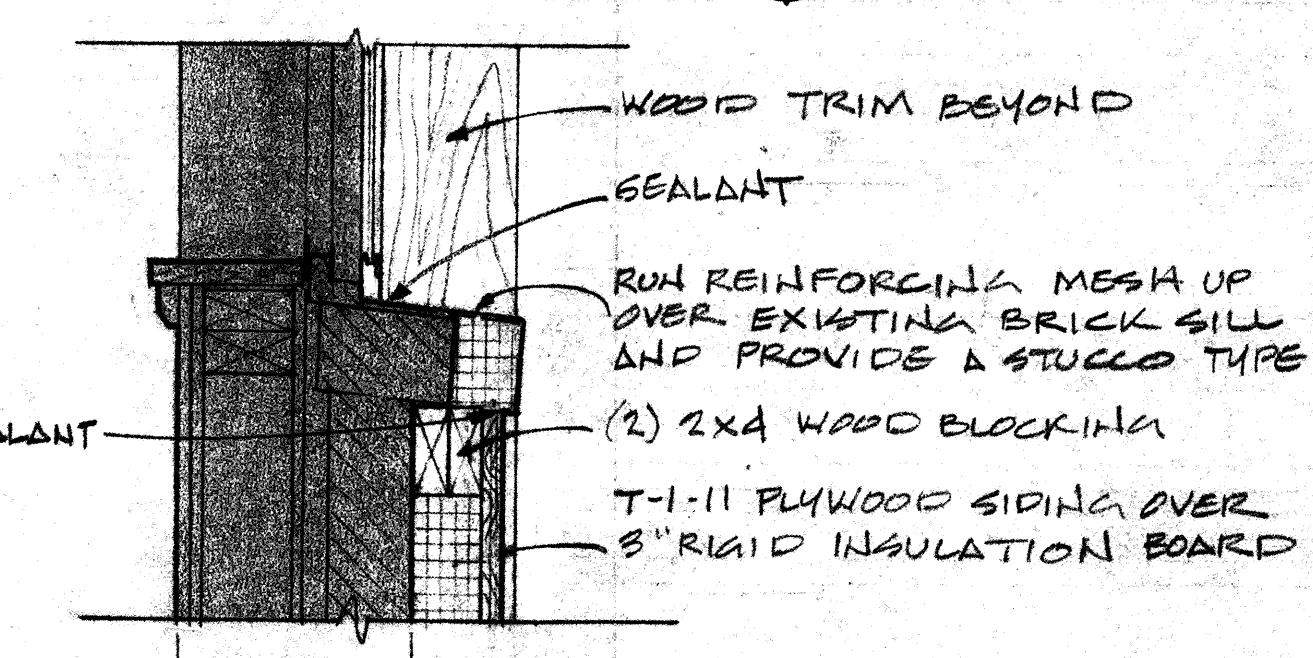 WOOD TRIM BEYOND
SEALANT
RUN REINFORCING MESH UP
OVER EXISTING BRICK SILL
AND PROVIDE A STUCCO TYPE
ALANT
(2) 2x4 WOOD BLOCKING
T-1-11 PLYWOOD SIDING OVER
3" RIGID INSULATION BOARD